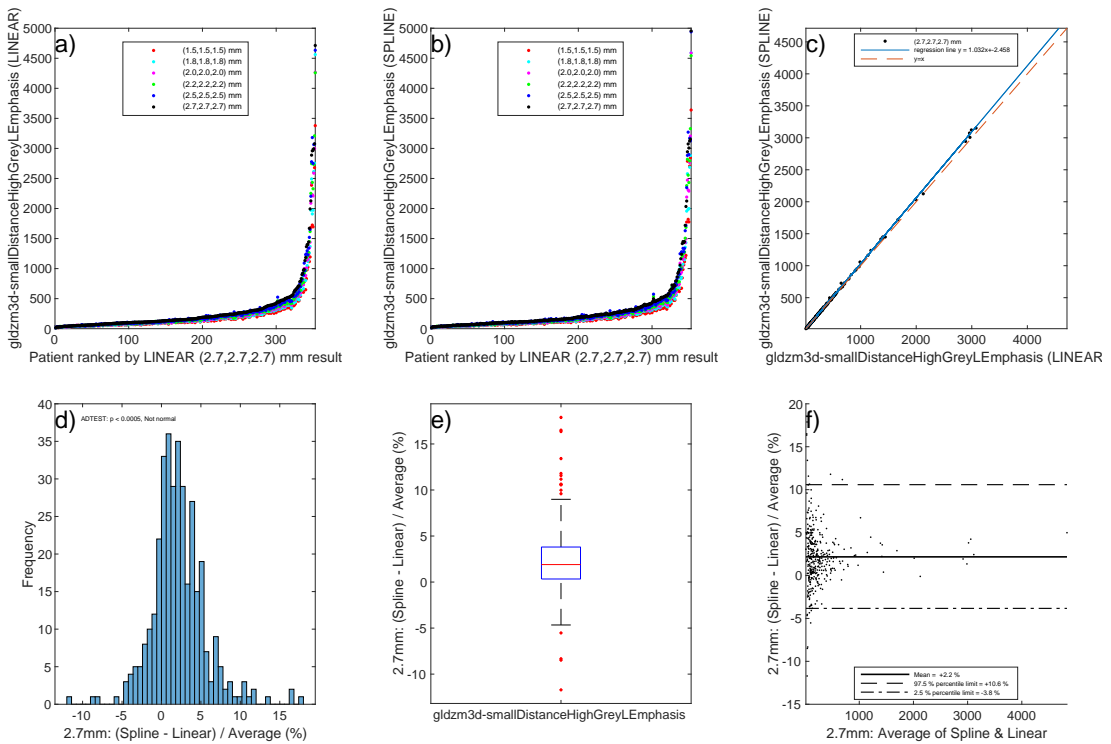 a)
gldzm3d-smallDistanceHighGreyLEmphasis (LINEAR)
5000
4500
4000
3500
3000
2500
2000
1500
1000
500
0
(1.5,1.5,1.5) mm
(1.8,1.8,1.8) mm
(2.0,2.0,2.0) mm
(2.2,2.2,2.2) mm
(2.5,2.5,2.5) mm
(2.7,2.7,2.7) mm
0 100 200 300
Patient ranked by LINEAR (2.7,2.7,2.7) mm result
b)
gldzm3d-smallDistanceHighGreyLEmphasis (SPLINE)
5000
4500
4000
3500
3000
2500
2000
1500
1000
500
0
(1.5,1.5,1.5) mm
(1.8,1.8,1.8) mm
(2.0,2.0,2.0) mm
(2.2,2.2,2.2) mm
(2.5,2.5,2.5) mm
(2.7,2.7,2.7) mm
0 100 200 300
Patient ranked by LINEAR (2.7,2.7,2.7) mm result
c)
gldzm3d-smallDistanceHighGreyLEmphasis (SPLINE)
4500
4000
3500
3000
2500
2000
1500
1000
500
0
(2.7,2.7,2.7) mm
regression line y = 1.032x+-2.458
y=x
1000 2000 3000 4000
gldzm3d-smallDistanceHighGreyLEmphasis (LINEAR
d)
ADTEST: p < 0.0005, Not normal
Frequency
40
35
30
25
20
15
10
5
0
-10 -5 0 5 10 15
2.7mm: (Spline - Linear) / Average (%)
e)
2.7mm: (Spline - Linear) / Average (%)
15
10
5
0
-5
-10
gldzm3d-smallDistanceHighGreyLEmphasis
f)
2.7mm: (Spline - Linear) / Average (%)
20
15
10
5
0
-5
-10
-15
Mean = +2.2 %
97.5 % percentile limit = +10.6 %
2.5 % percentile limit = -3.8 %
1000 2000 3000 4000
2.7mm: Average of Spline & Linear